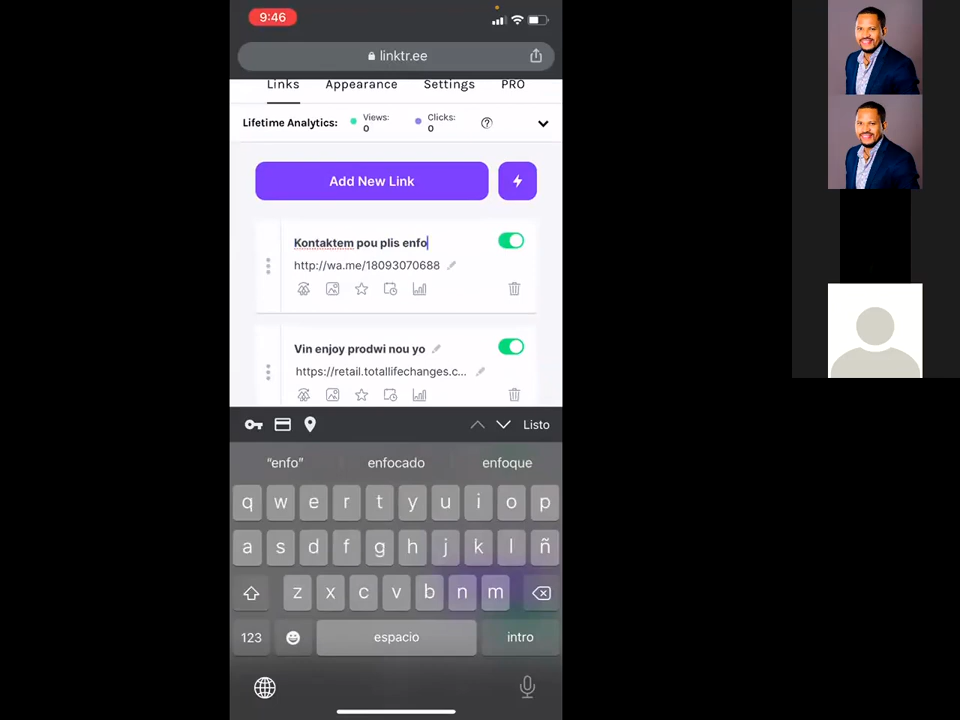 9:46
linktr.ee
Links Appearance Settings PRO
Lifetime Analytics: Views: 0 Clicks: 0
Add New Link
Kontaktem pou plis enfo
http://wa.me/18093070688
Vin enjoy prodwi nou yo
https://retail.totallifechanges.c...
Listo
“enfo” enfocado enfoque
q w e r t y u i o p
a s d f g h j k l ñ
z x c v b n m
123 espacio intro